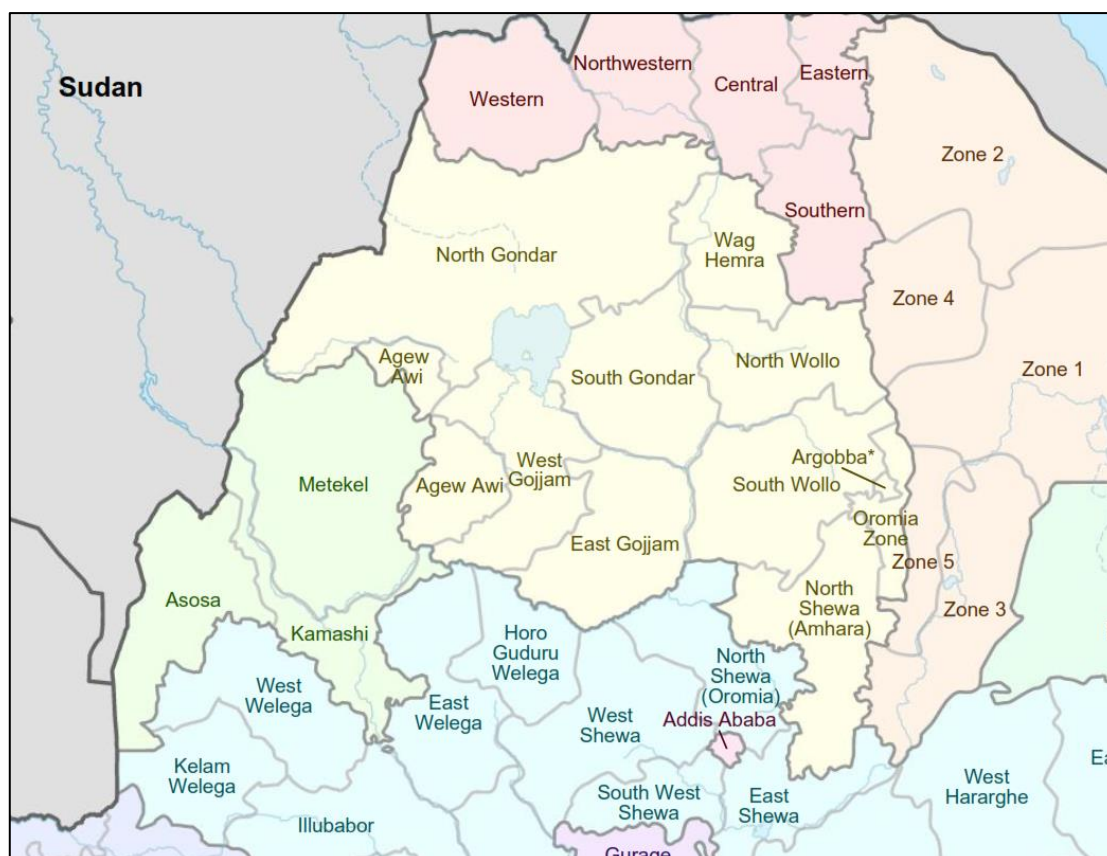 Sudan
Western
Northwestern
Central
Eastern
Zone 2
Southern
North Gondar
Wag
Hemra
Zone 4
Agew
Awi
South Gondar
North Wollo
Zone 1
Metekel
Agew Awi
West
Gojjam
Argobba*
South Wollo
Oromia
Zone
East Gojjam
Zone 5
Asosa
Kamashi
North
Shewa
(Amhara)
Zone 3
Horo
Guduru
Welega
North
Shewa
(Oromia)
West
Welega
East
Welega
West
Shewa
Addis Ababa
Kelam
Welega
South West
Shewa
East
Shewa
West
Hararghe
Illubabor
Gurage